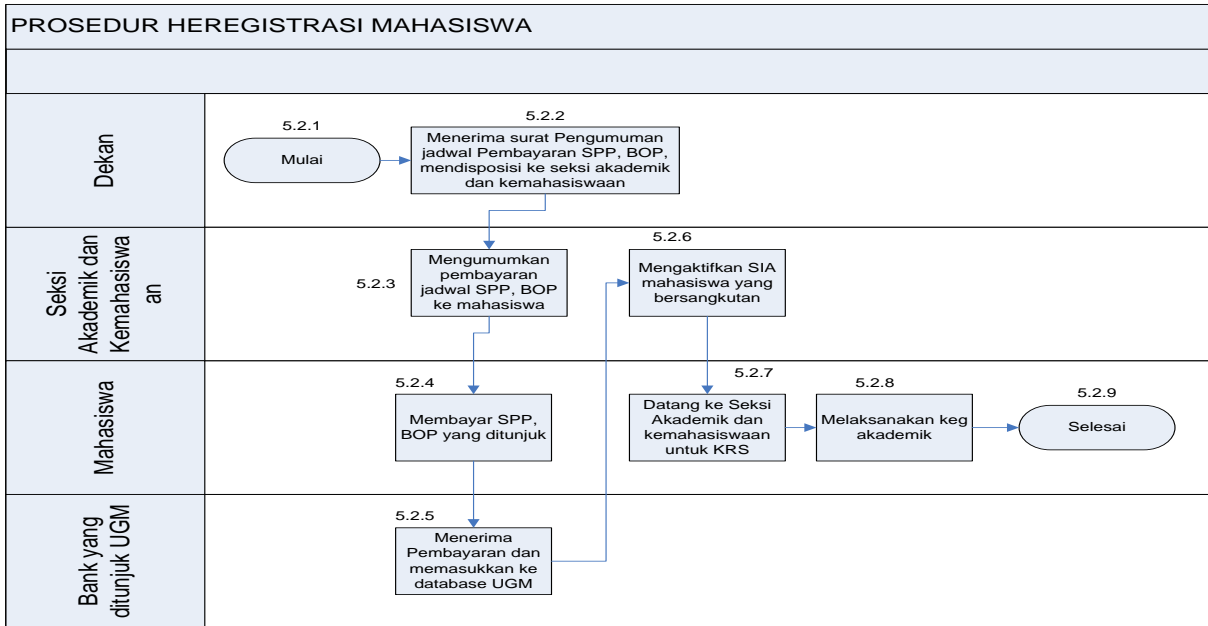 PROSEDUR HEREGISTRASI MAHASISWA
Dekan
5.2.1
Mulai
5.2.2
Menerima surat Pengumuman
jadwal Pembayaran SPP, BOP,
mendisposisi ke seksi akademik
dan kemahasiswaan
Seksi
Akademik dan
Kemahasiswa
an
5.2.3
Mengumumkan
pembayaran
jadwal SPP, BOP
ke mahasiswa
5.2.6
Mengaktifkan SIA
mahasiswa yang
bersangkutan
Mahasiswa
5.2.4
Membayar SPP,
BOP yang ditunjuk
5.2.7
Datang ke Seksi
Akademik dan
kemahasiswaan
untuk KRS
5.2.8
Melaksanakan keg
akademik
5.2.9
Selesai
Bank yang
ditunjuk UGM
5.2.5
Menerima
Pembayaran dan
memasukkan ke
database UGM